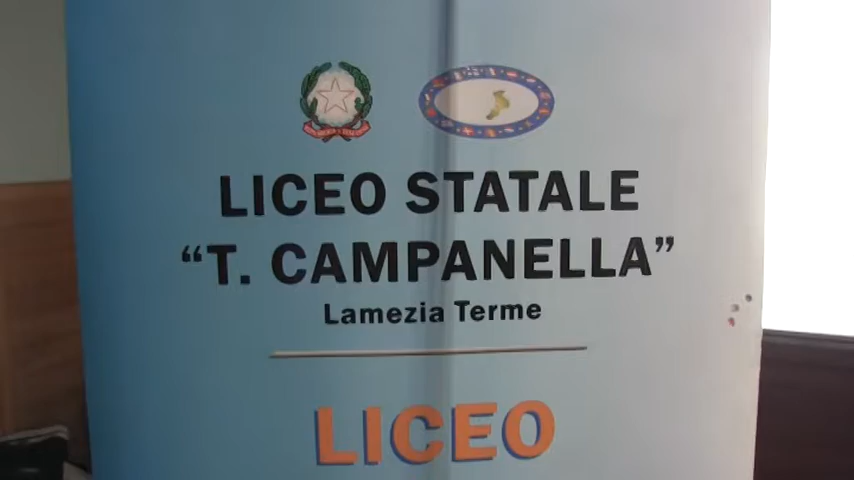 LICEO STATALE
“T. CAMPANELLA”
Lamezia Terme
LICEO